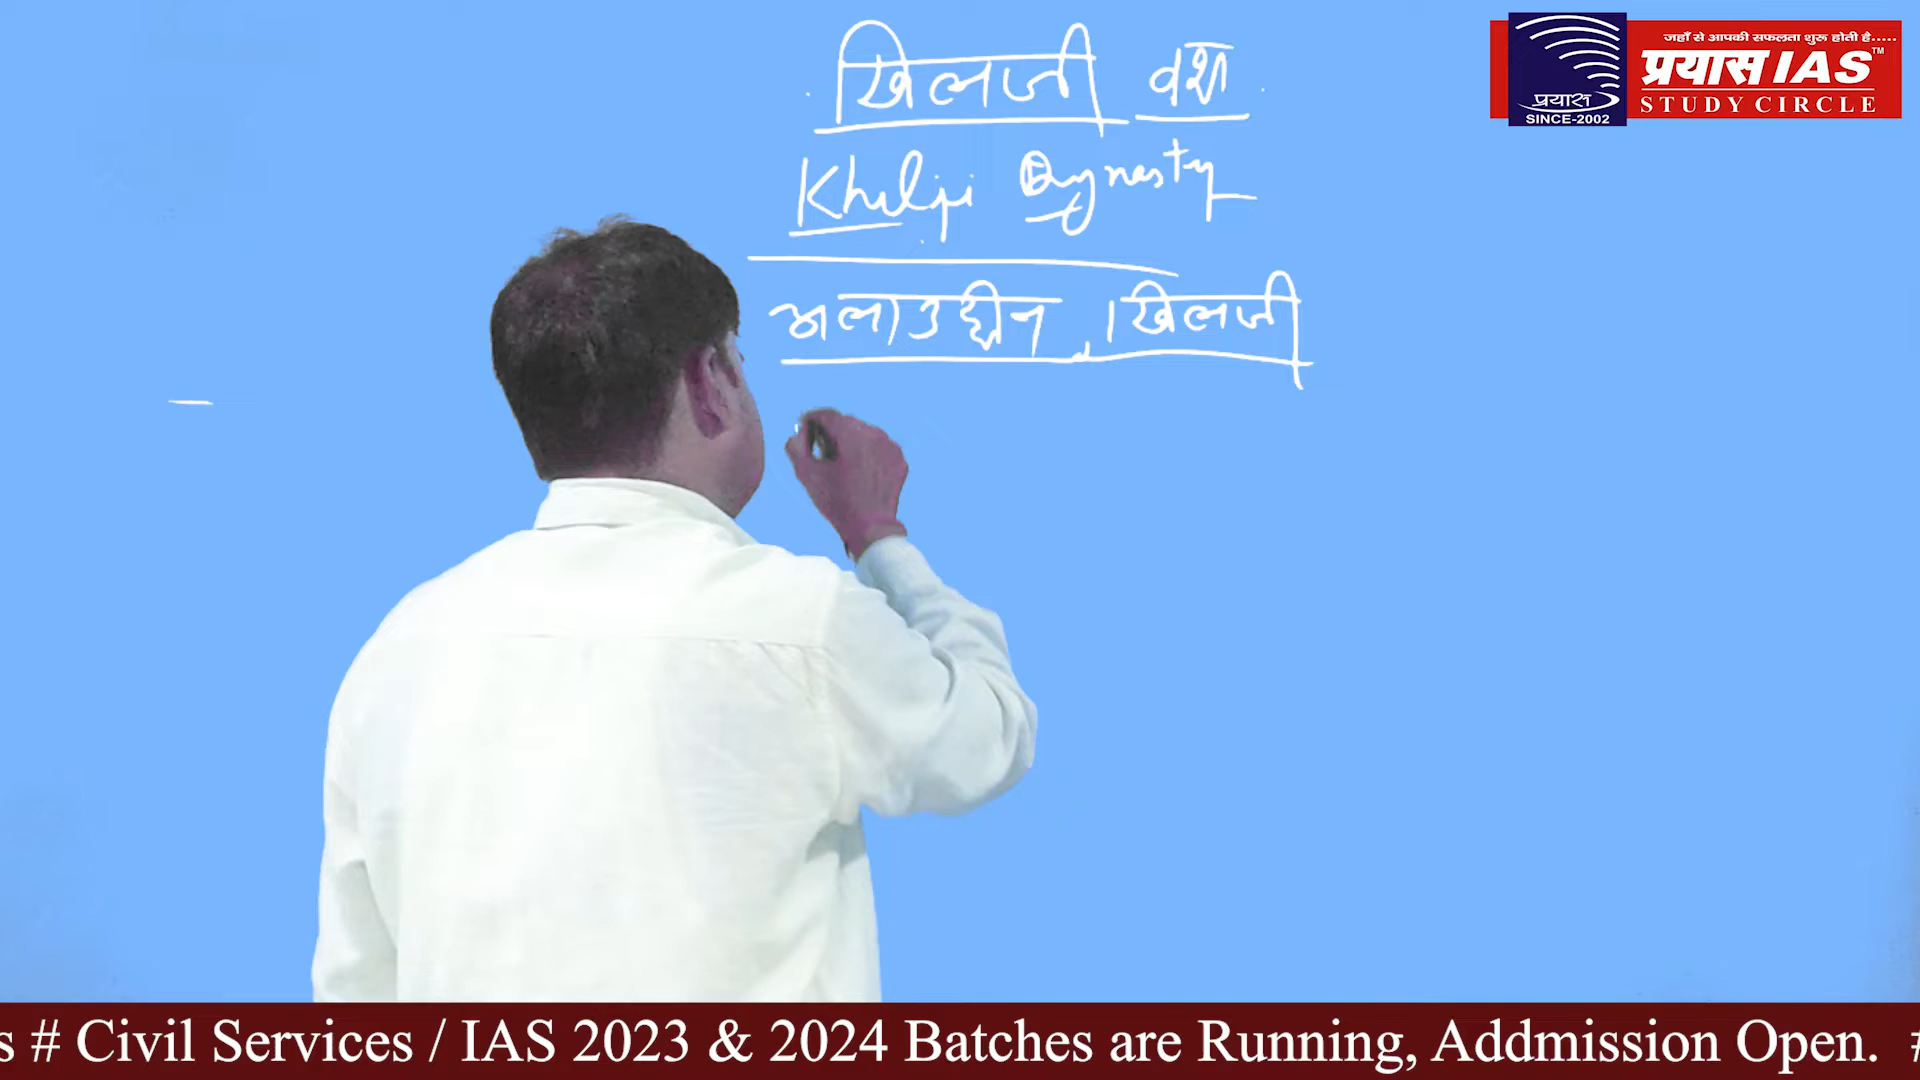 खिलजी वंश
Khilji Dynesty
अलाउद्दीन खिलजी
जहाँ से आपकी सफलता शुरू होती है.....
प्रयास IAS™
STUDY CIRCLE
प्रयास
SINCE-2002
s # Civil Services / IAS 2023 & 2024 Batches are Running, Addmission Open. #